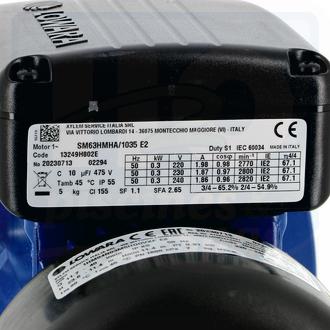 LOWARA
XYLEM SERVICE ITALIA SRL
VIA VITTORIO LOMBARDI 14 - 36075 MONTECCHIO MAGGIORE (VI) - ITALY
MADE IN ITALY
Motor 1~ SM63HMHA/1035 E2
Code 13249H802E Duty S1 IEC 60034
No 20230713 02294 Hz kW V A cosφ min⁻¹ IE η4/4
50 0.3 220 1.98 0.98 2770 IE2 67.1
C 10 µF/ 475 V 50 0.3 230 1.87 0.97 2800 IE2 67.1
Tamb 45 °C IP 55 50 0.3 240 1.86 0.96 2820 IE2 67.1
5 kg Cl 155 SF 1.1 SFA 2.65 3/4-65.2% 2/4-54.9%
LOWARA CE EAC